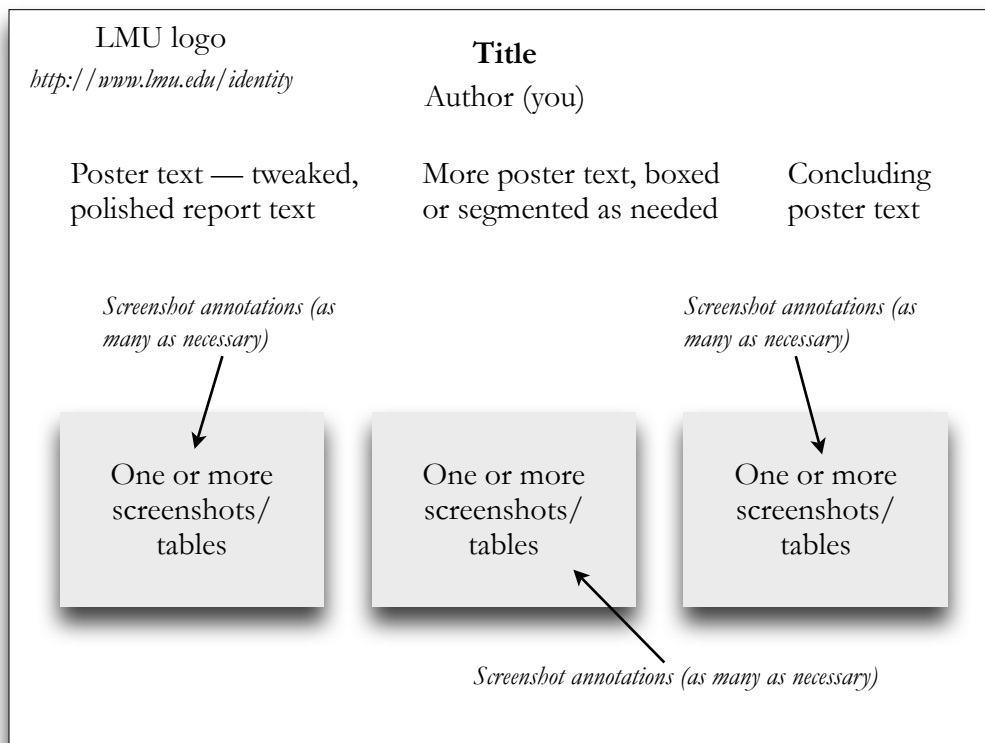 LMU logo
http://www.lmu.edu/identity
Title
Author (you)
Poster text — tweaked,
polished report text
More poster text, boxed
or segmented as needed
Concluding
poster text
Screenshot annotations (as
many as necessary)
Screenshot annotations (as
many as necessary)
One or more
screenshots/
tables
One or more
screenshots/
tables
One or more
screenshots/
tables
Screenshot annotations (as many as necessary)